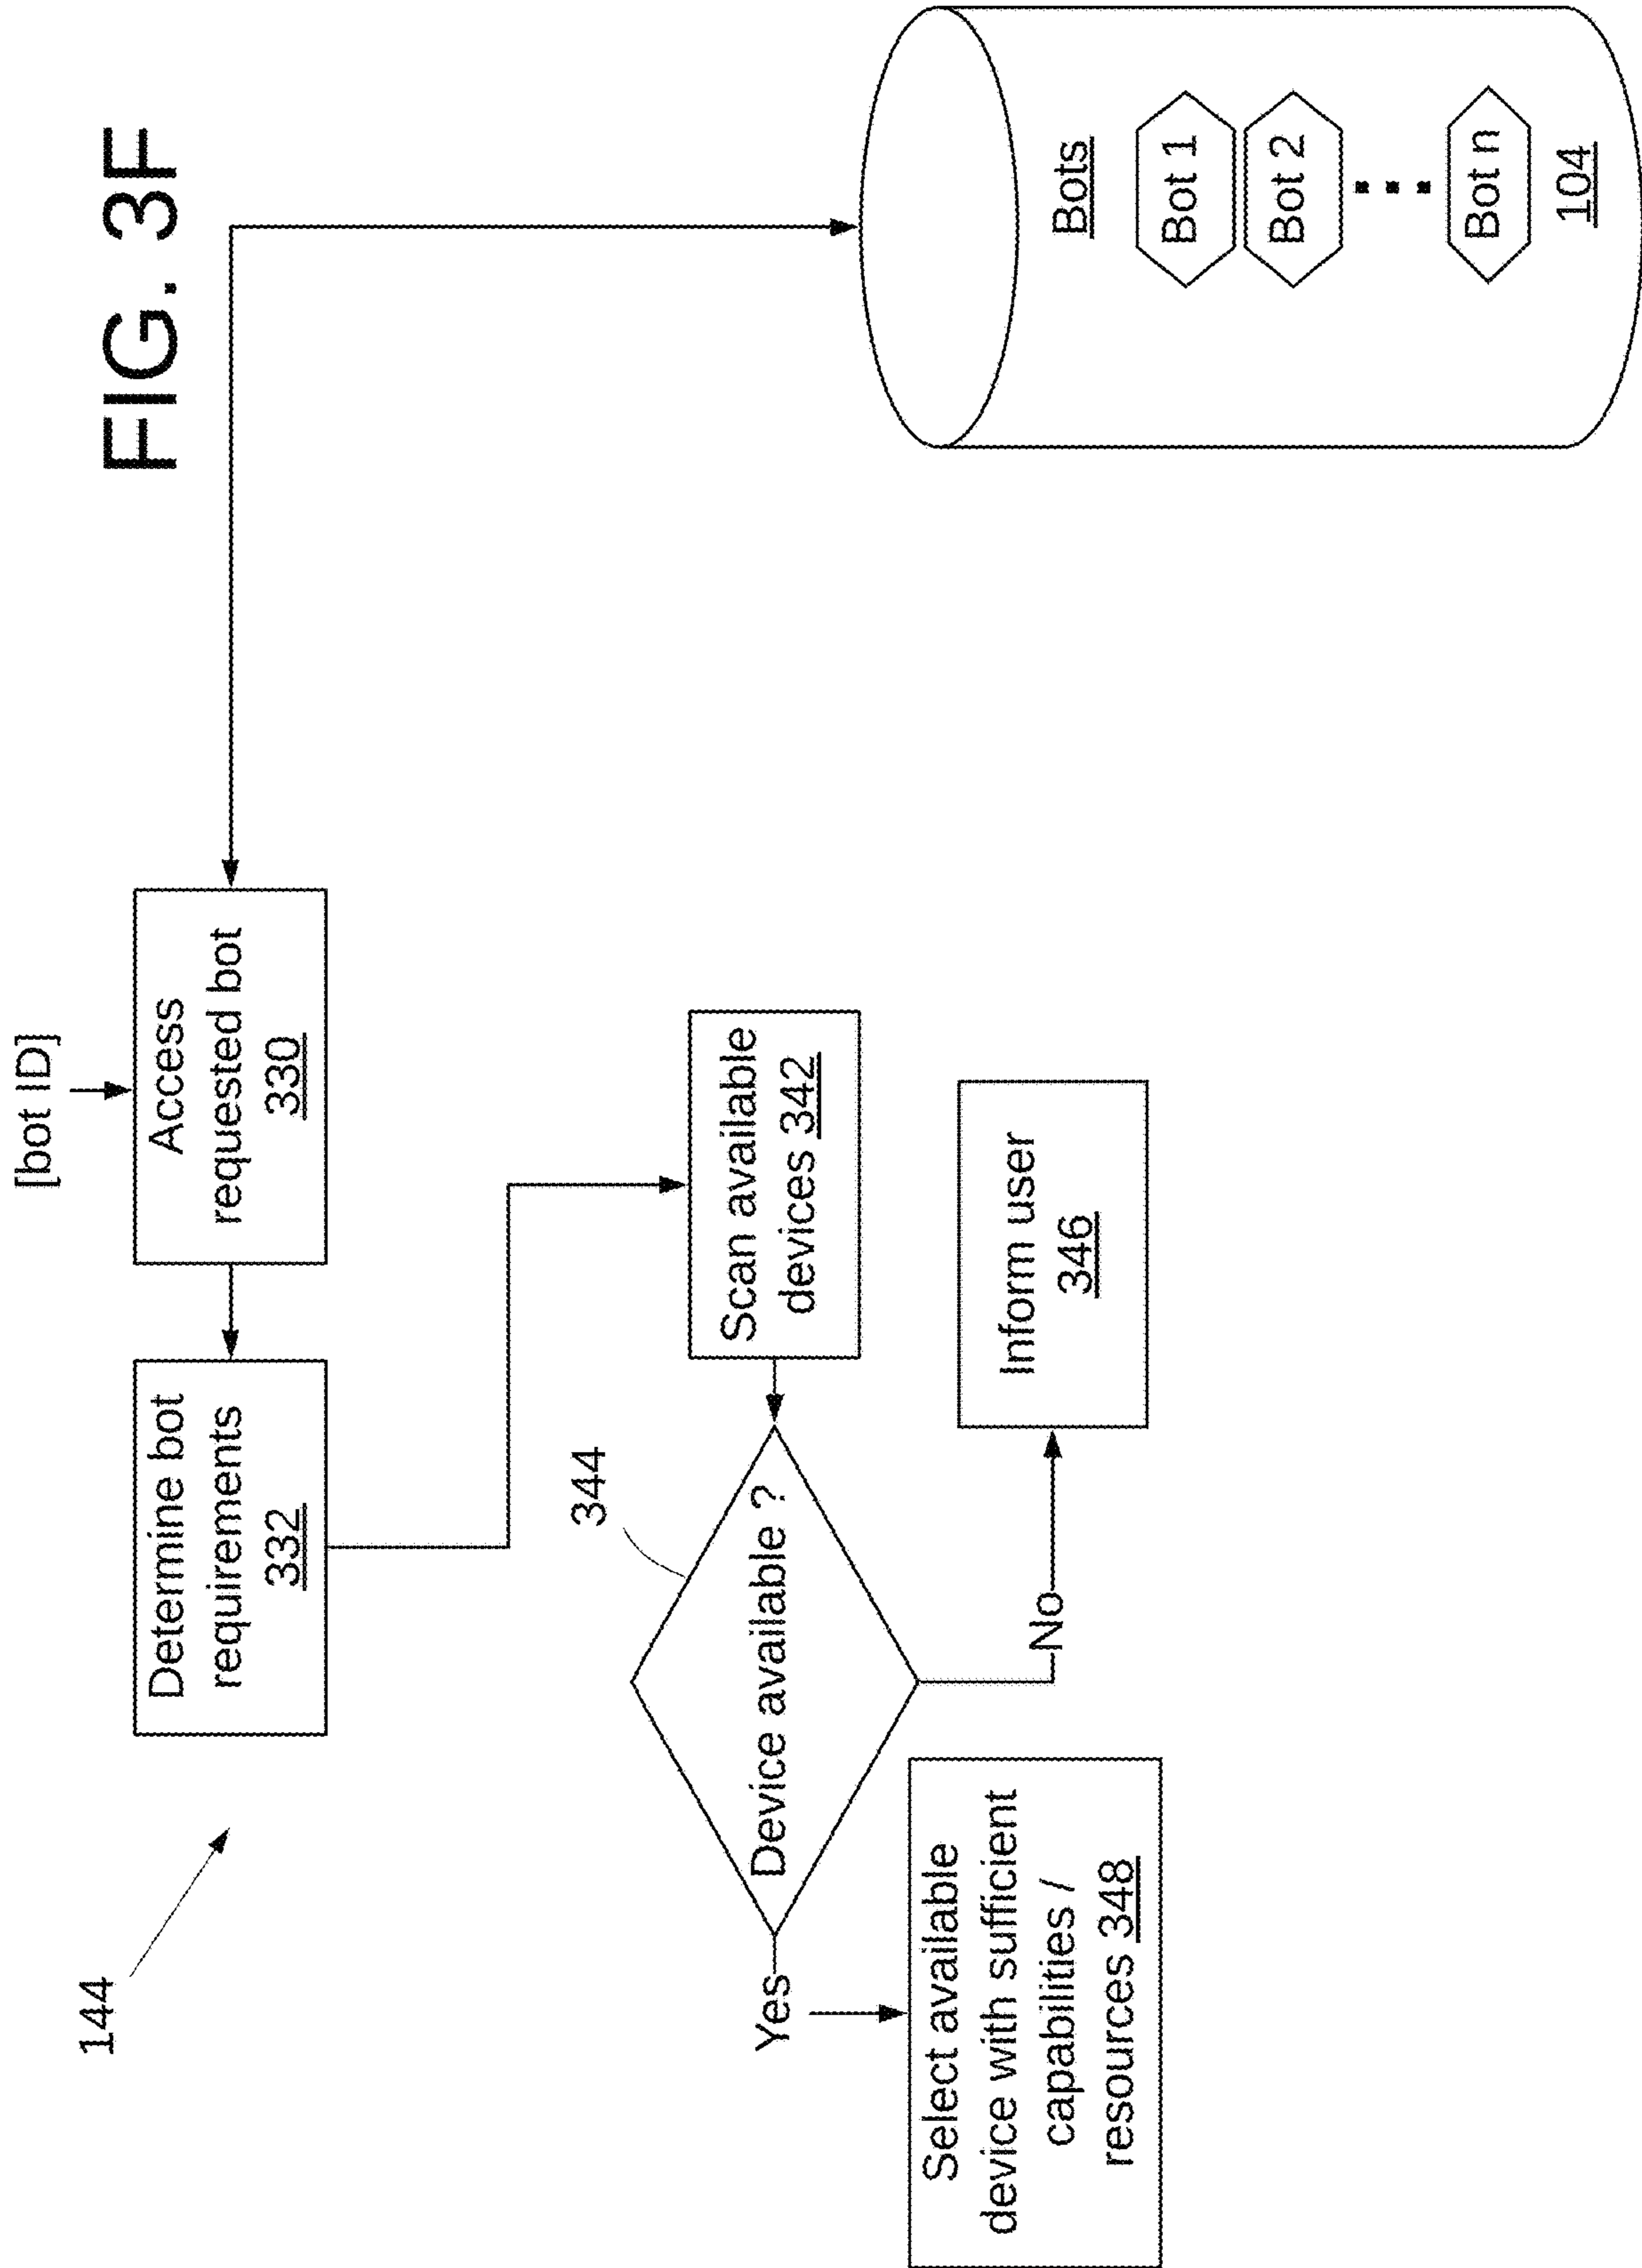 FIG. 3F
144
[bot ID]
Determine bot
requirements
332
Access
requested bot
330
344
Scan available
devices 342
Device available ?
Yes
No
Select available
device with sufficient
capabilities /
resources 348
Inform user
346
Bots
Bot 1
Bot 2
Bot n
104